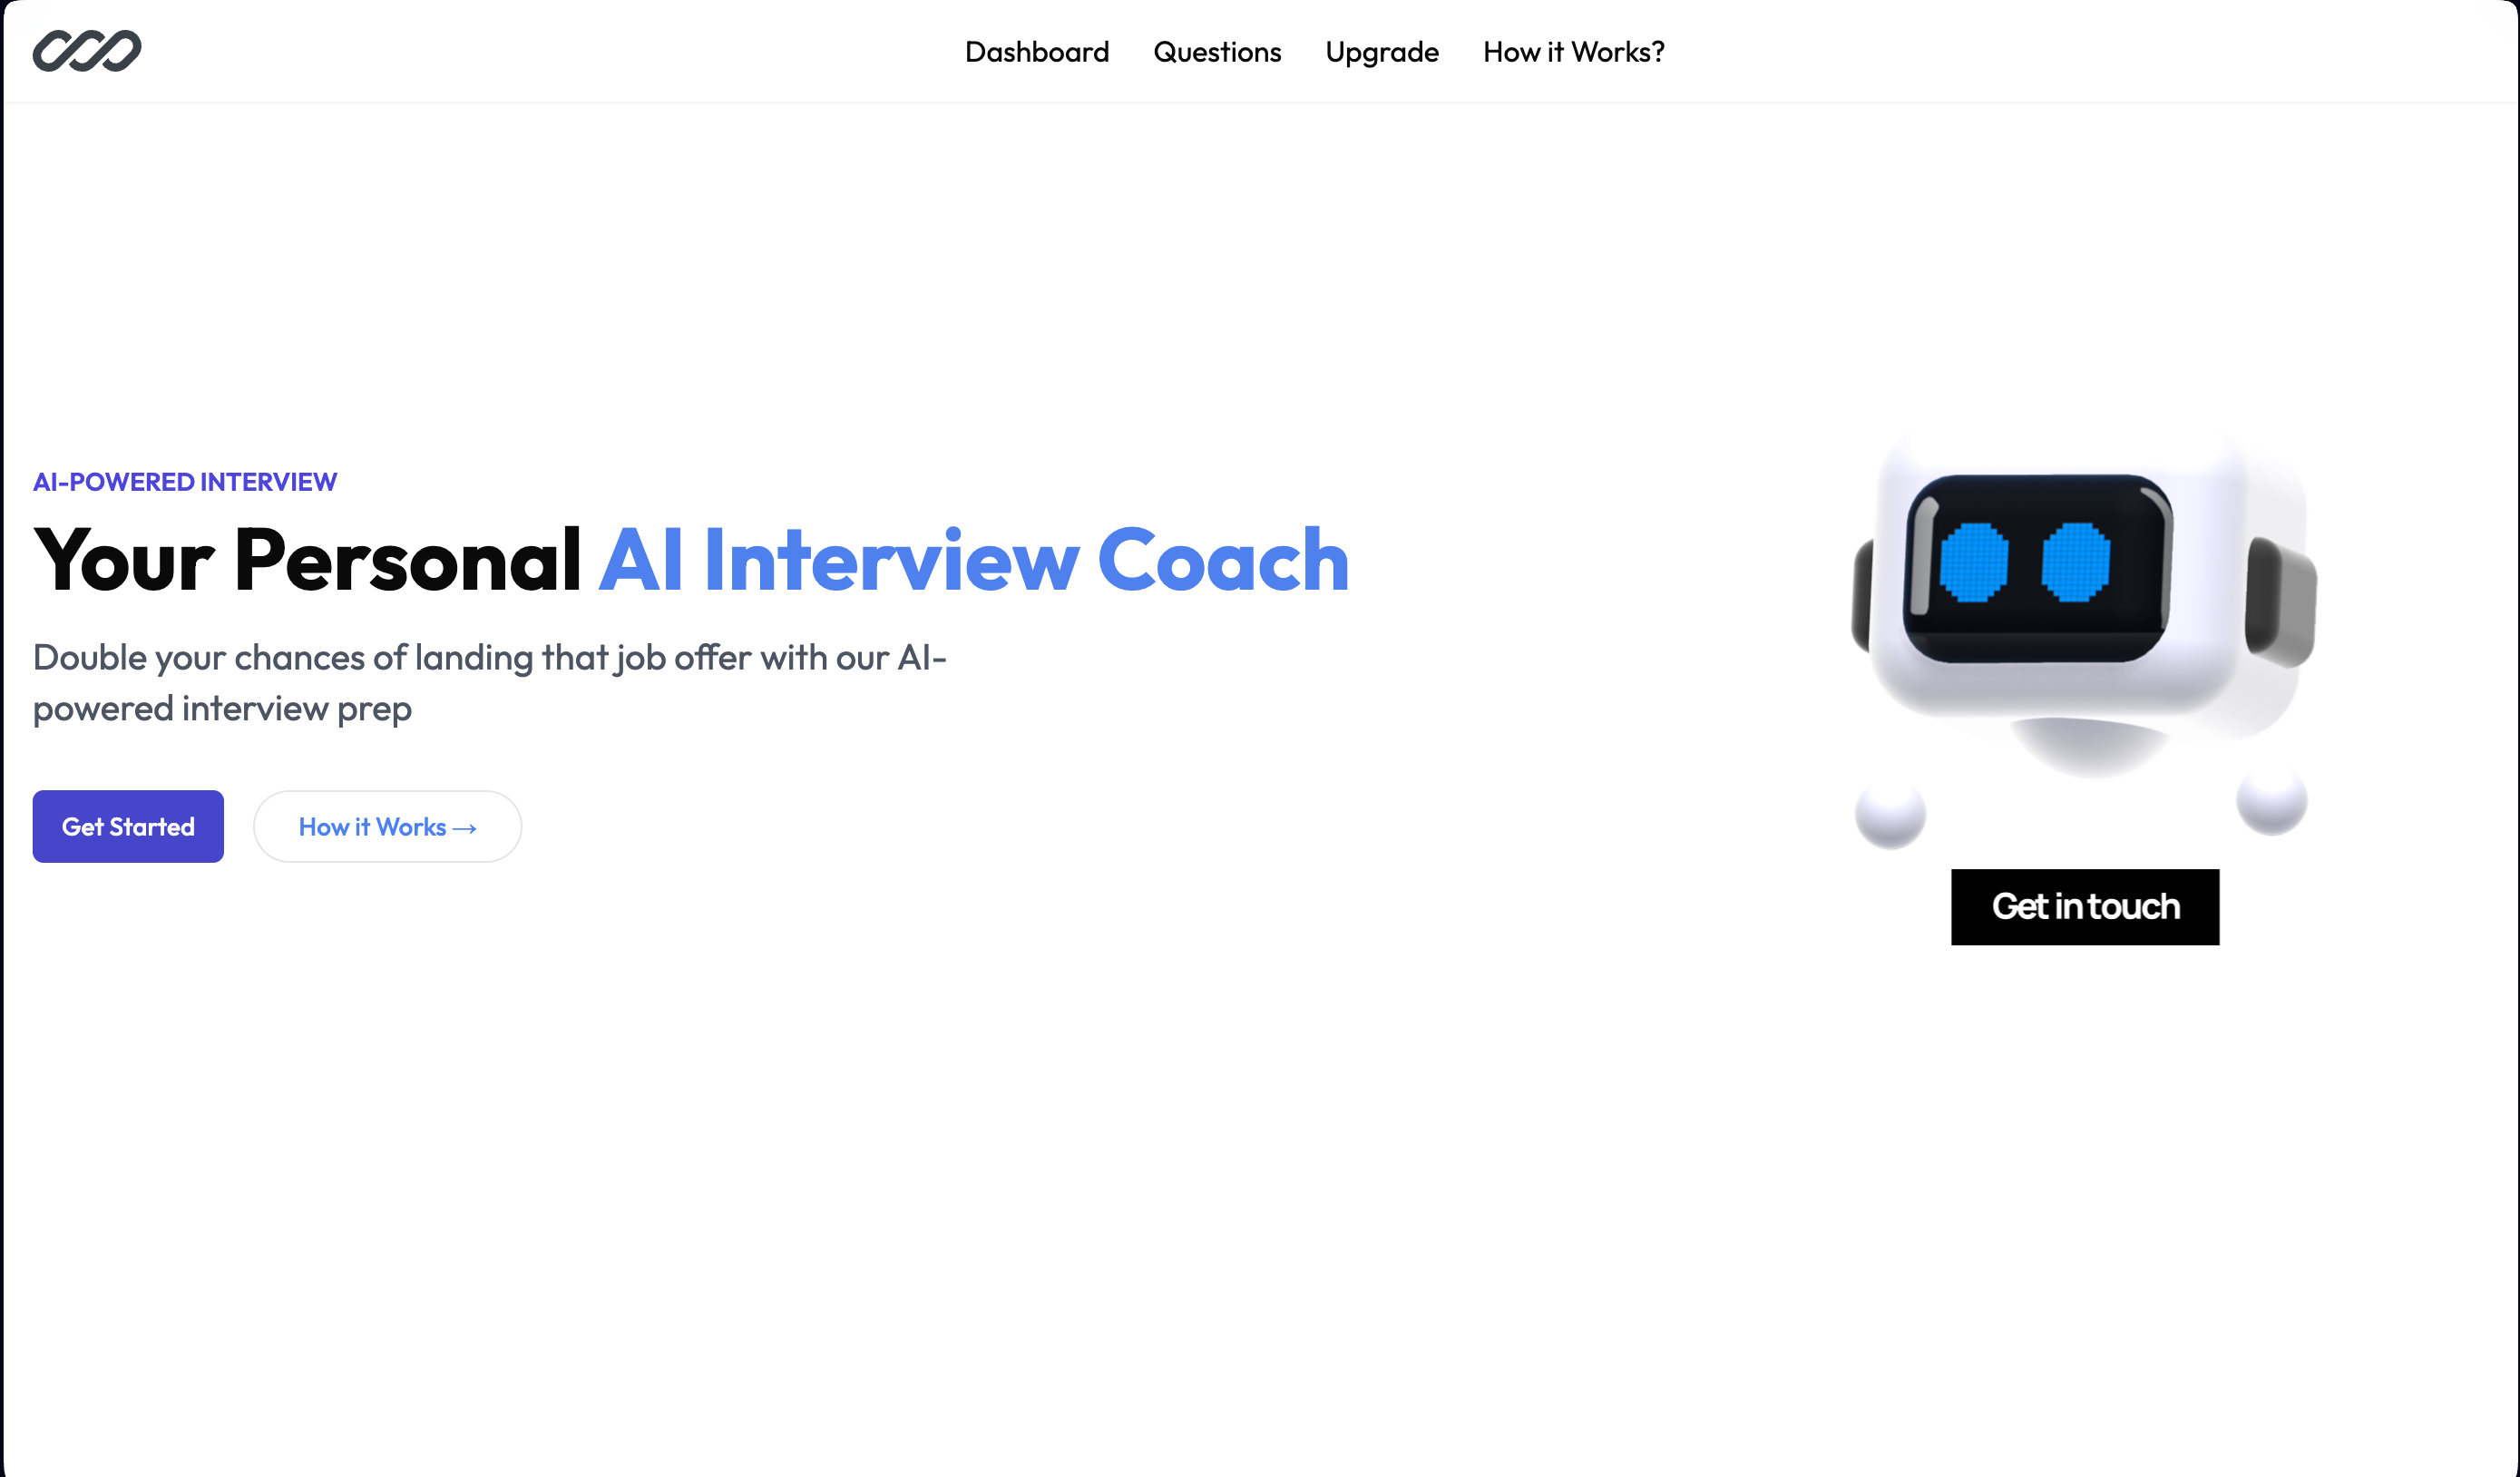 Dashboard Questions Upgrade How it Works?
AI-POWERED INTERVIEW
Your Personal AI Interview Coach
Double your chances of landing that job offer with our AI-
powered interview prep
Get Started How it Works →
Get in touch